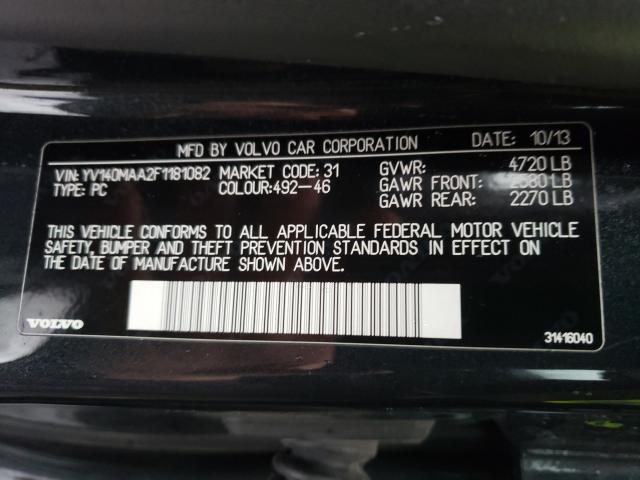 MFD BY VOLVO CAR CORPORATION DATE: 10/13
VIN: YV140MAA2F1181082 MARKET CODE: 31 GVWR: 4720 LB
TYPE: PC COLOUR:492-46 GAWR FRONT: 2580 LB
GAWR REAR: 2270 LB
THIS VEHICLE CONFORMS TO ALL APPLICABLE FEDERAL MOTOR VEHICLE
SAFETY, BUMPER AND THEFT PREVENTION STANDARDS IN EFFECT ON
THE DATE OF MANUFACTURE SHOWN ABOVE.
VOLVO 31416040